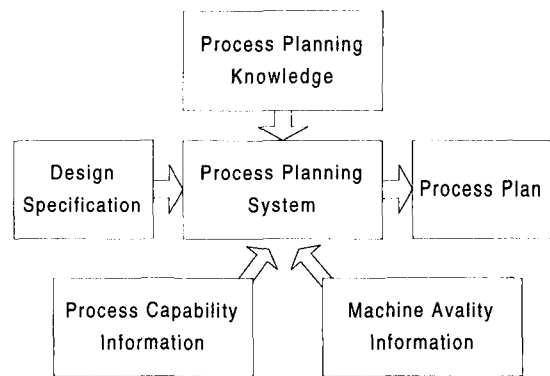 Process Planning
Knowledge
Design
Specification
Process Planning
System
Process Plan
Process Capability
Information
Machine Avality
Information